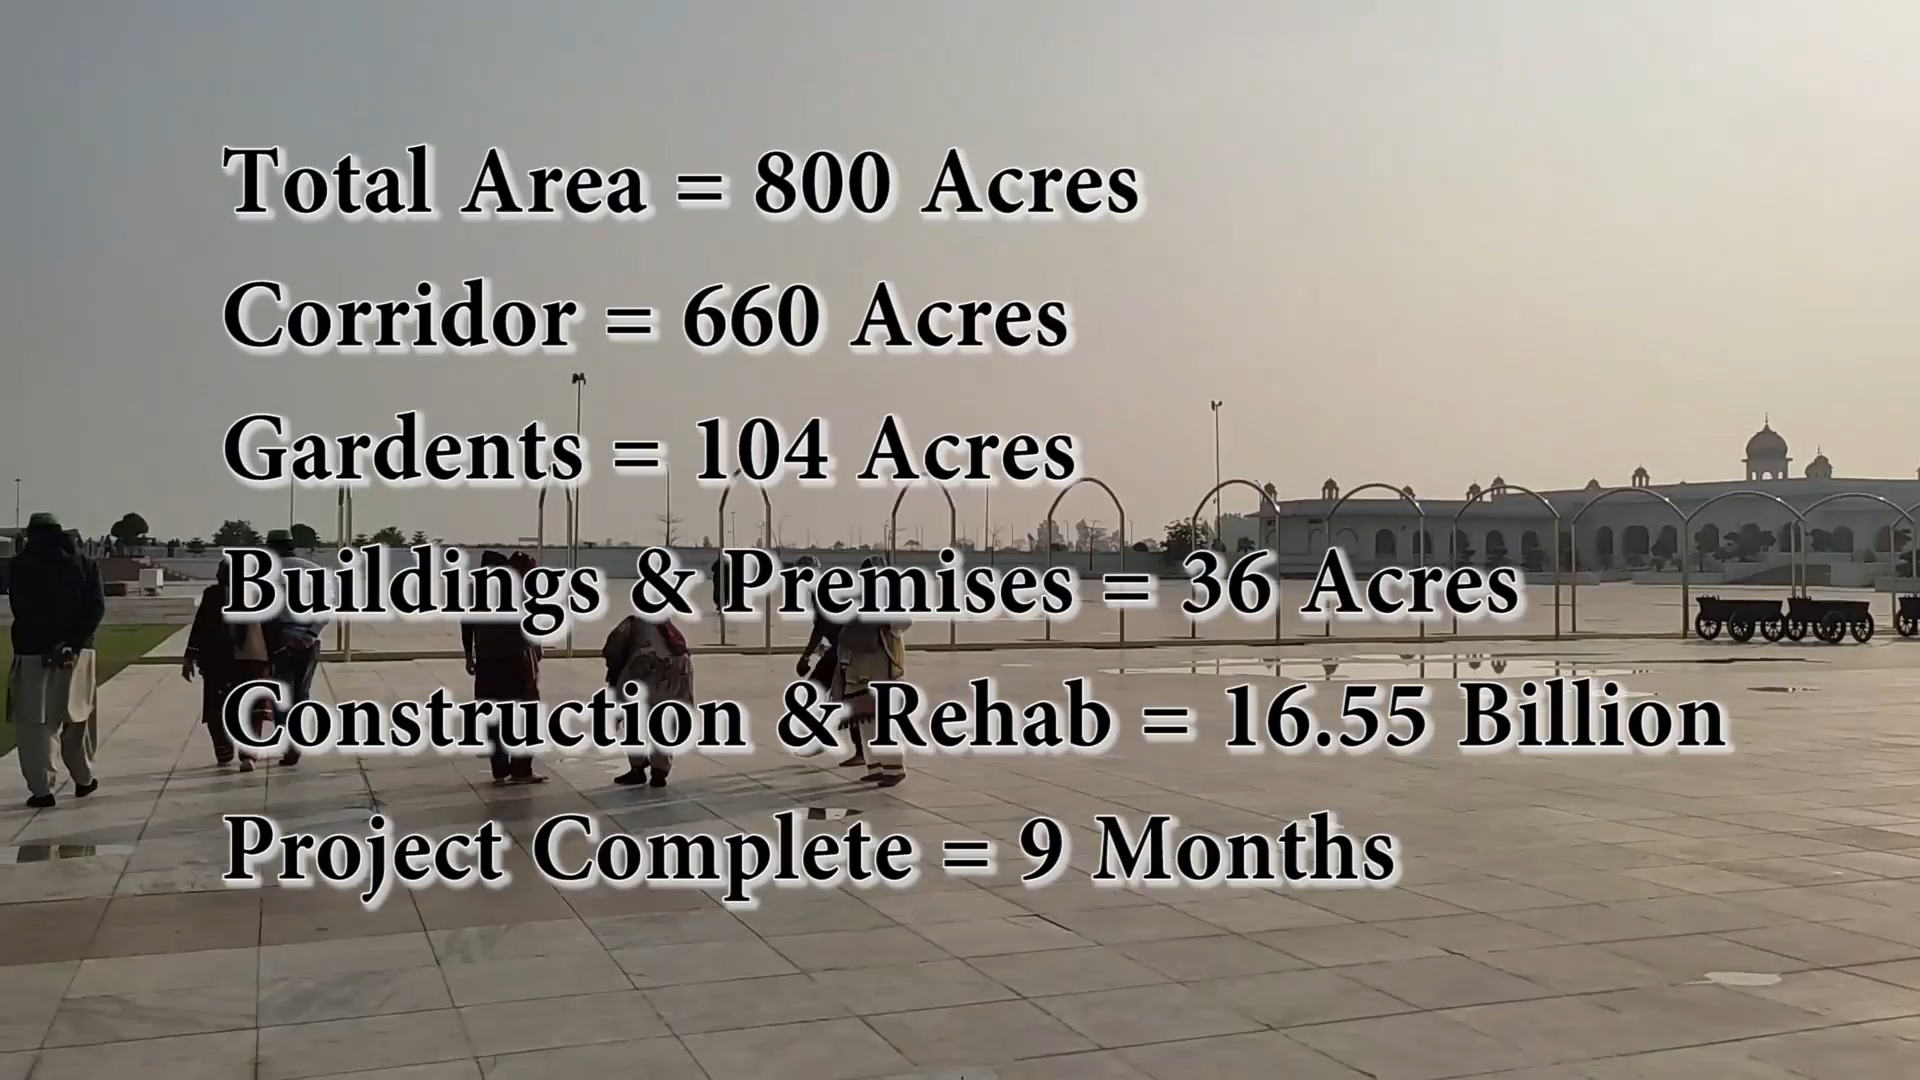 Total Area = 800 Acres
Corridor = 660 Acres
Gardents = 104 Acres
Buildings & Premises = 36 Acres
Construction & Rehab = 16.55 Billion
Project Complete = 9 Months